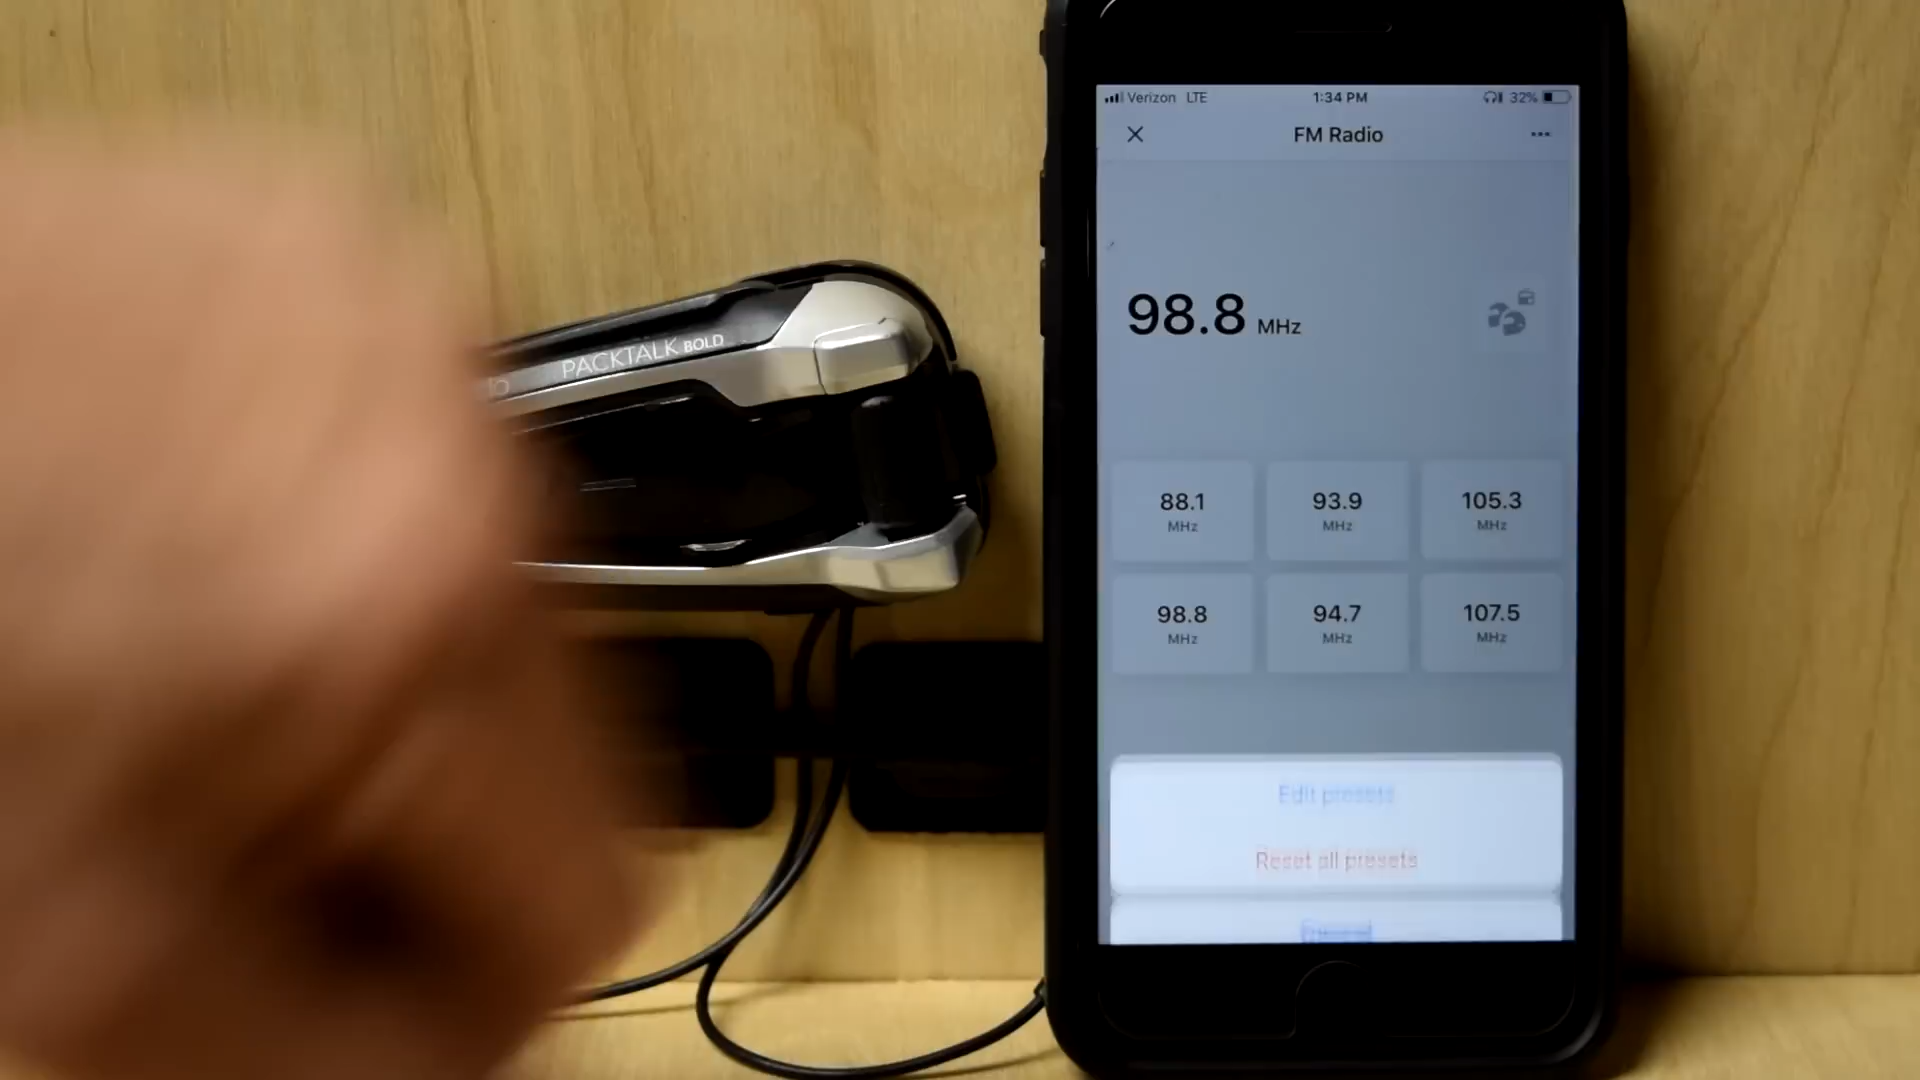 PACKTALK BOLD
Verizon LTE
1:34 PM
32%
FM Radio
98.8 MHz
88.1
MHz
93.9
MHz
105.3
MHz
98.8
MHz
94.7
MHz
107.5
MHz
Edit presets
Reset all presets